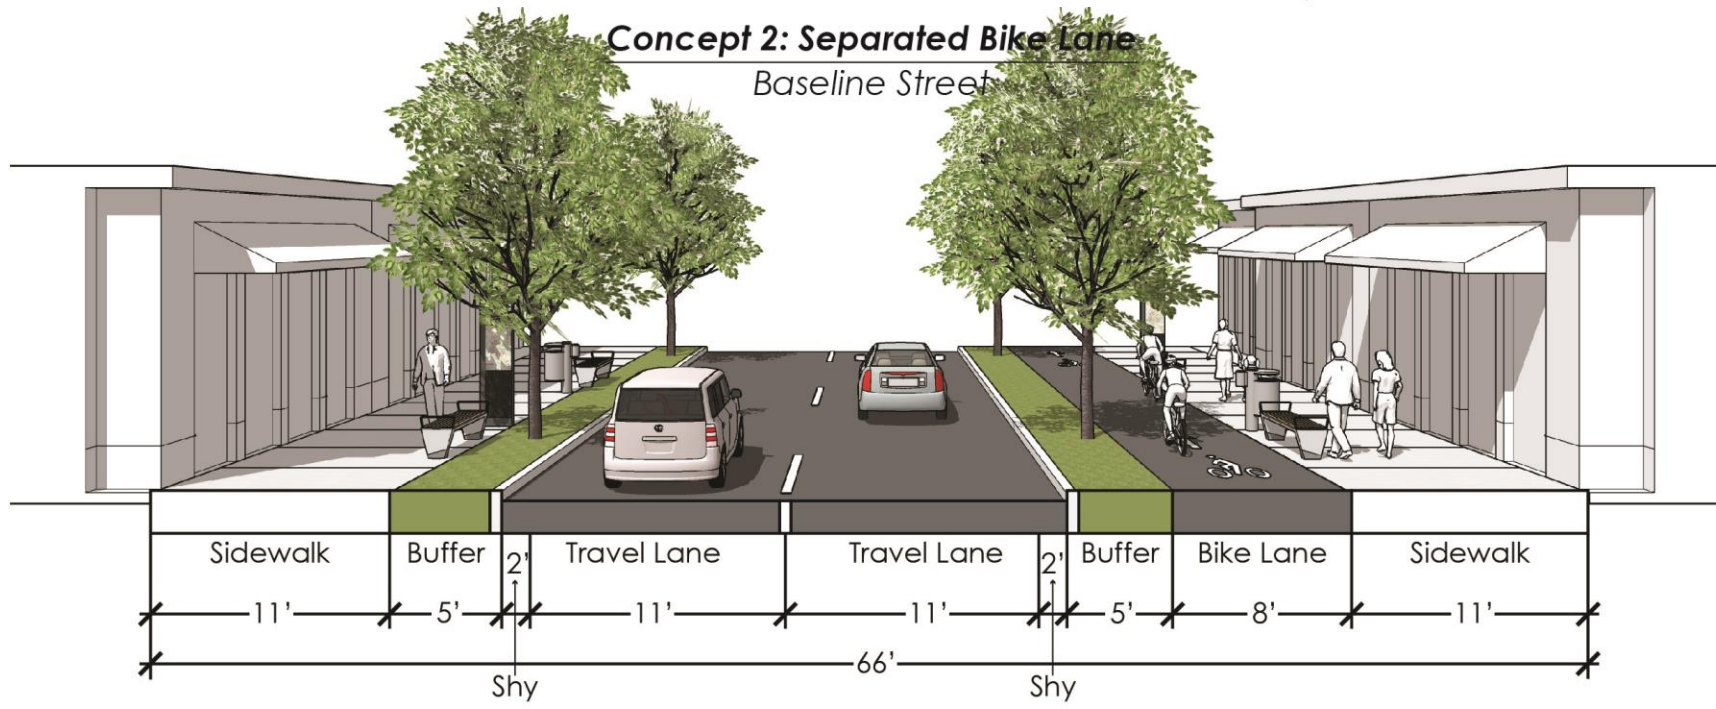 Concept 2: Separated Bike Lane
Baseline Street
Sidewalk Buffer 2' Travel Lane Travel Lane 2' Buffer Bike Lane Sidewalk
11' 5' 11' 11' 5' 8' 11'
66'
Shy Shy